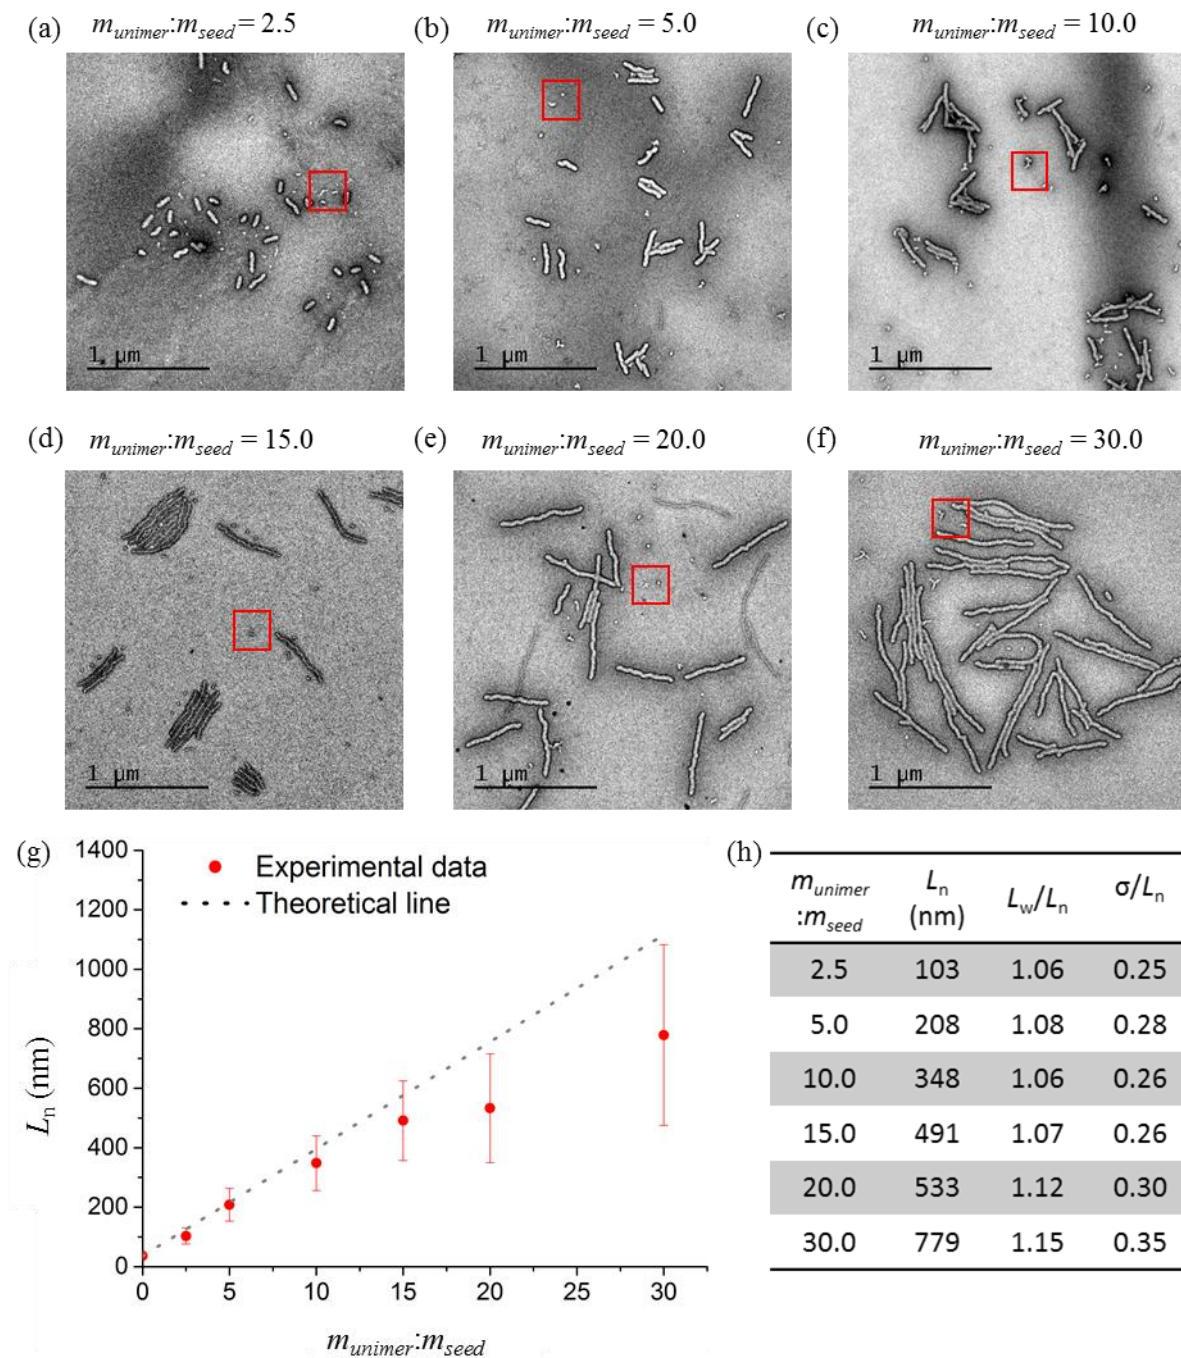 (a) m_unimer:m_seed = 2.5
(b) m_unimer:m_seed = 5.0
(c) m_unimer:m_seed = 10.0
1 μm
1 μm
1 μm
(d) m_unimer:m_seed = 15.0
(e) m_unimer:m_seed = 20.0
(f) m_unimer:m_seed = 30.0
1 μm
1 μm
1 μm
(g)
1400
1200
1000
800
600
400
200
0
L_n (nm)
Experimental data
Theoretical line
0 5 10 15 20 25 30
m_unimer:m_seed
(h)
m_unimer :m_seed L_n (nm) L_w/L_n σ/L_n
2.5 103 1.06 0.25
5.0 208 1.08 0.28
10.0 348 1.06 0.26
15.0 491 1.07 0.26
20.0 533 1.12 0.30
30.0 779 1.15 0.35